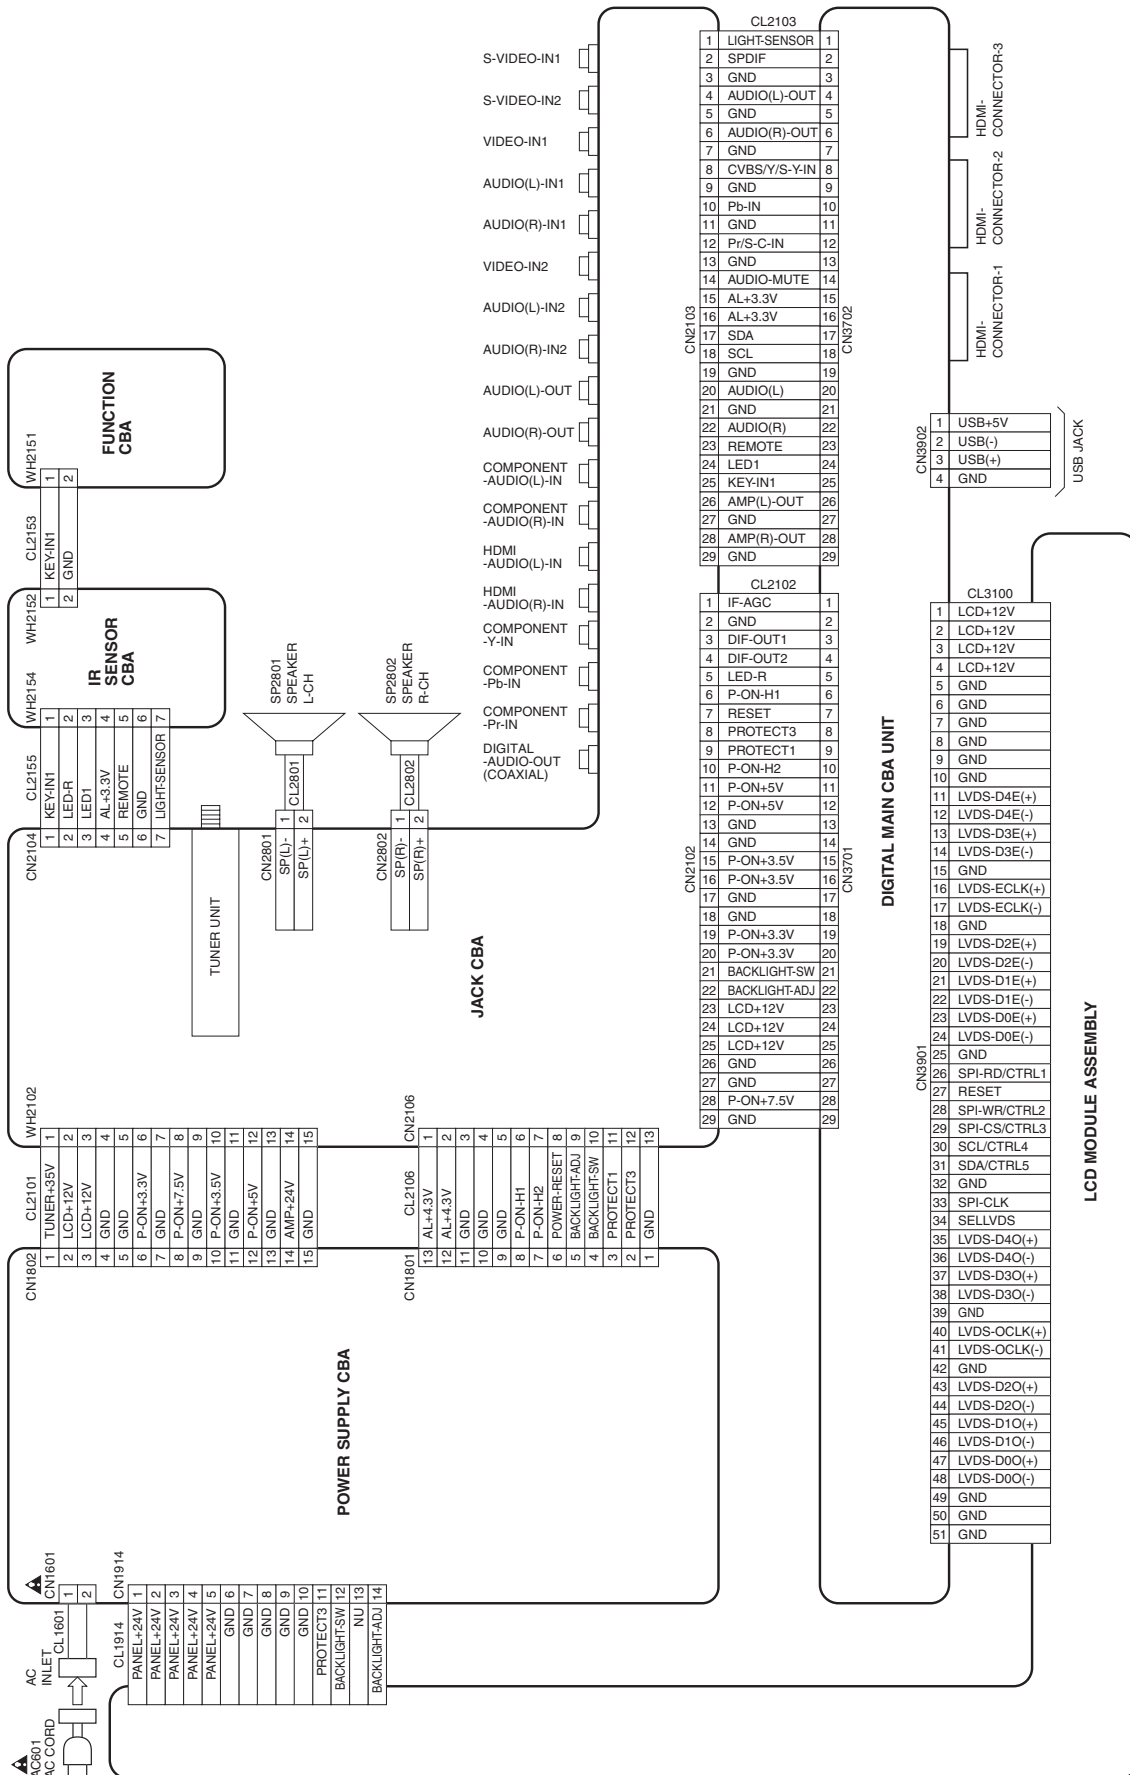 S-VIDEO-IN1
S-VIDEO-IN2
VIDEO-IN1
AUDIO(L)-IN1
AUDIO(R)-IN1
VIDEO-IN2
AUDIO(L)-IN2
AUDIO(R)-IN2
AUDIO(L)-OUT
AUDIO(R)-OUT
COMPONENT
-AUDIO(L)-IN
COMPONENT
-AUDIO(R)-IN
HDMI
-AUDIO(L)-IN
HDMI
-AUDIO(R)-IN
COMPONENT
-Y-IN
COMPONENT
-Pb-IN
COMPONENT
-Pr-IN
DIGITAL
-AUDIO-OUT
(COAXIAL)
CL2103
CN2103
CN3702
1 LIGHT-SENSOR 1
2 SPDIF 2
3 GND 3
4 AUDIO(L)-OUT 4
5 GND 5
6 AUDIO(R)-OUT 6
7 GND 7
8 CVBS/Y/S-Y-IN 8
9 GND 9
10 Pb-IN 10
11 GND 11
12 Pr/S-C-IN 12
13 GND 13
14 AUDIO-MUTE 14
15 AL+3.3V 15
16 AL+3.3V 16
17 SDA 17
18 SCL 18
19 GND 19
20 AUDIO(L) 20
21 GND 21
22 AUDIO(R) 22
23 REMOTE 23
24 LED1 24
25 KEY-IN1 25
26 AMP(L)-OUT 26
27 GND 27
28 AMP(R)-OUT 28
29 GND 29
CL2102
CN2102
CN3701
1 IF-AGC 1
2 GND 2
3 DIF-OUT1 3
4 DIF-OUT2 4
5 LED-R 5
6 P-ON-H1 6
7 RESET 7
8 PROTECT3 8
9 PROTECT1 9
10 P-ON-H2 10
11 P-ON+5V 11
12 P-ON+5V 12
13 GND 13
14 GND 14
15 P-ON+3.5V 15
16 P-ON+3.5V 16
17 GND 17
18 GND 18
19 P-ON+3.3V 19
20 P-ON+3.3V 20
21 BACKLIGHT-SW 21
22 BACKLIGHT-ADJ 22
23 LCD+12V 23
24 LCD+12V 24
25 LCD+12V 25
26 GND 26
27 GND 27
28 P-ON+7.5V 28
29 GND 29
HDMI-
CONNECTOR-3
HDMI-
CONNECTOR-2
HDMI-
CONNECTOR-1
CN3902
1 USB+5V
2 USB(-)
3 USB(+)
4 GND
USB JACK
DIGITAL MAIN CBA UNIT
CL3100
CN3901
1 LCD+12V
2 LCD+12V
3 LCD+12V
4 LCD+12V
5 GND
6 GND
7 GND
8 GND
9 GND
10 GND
11 LVDS-D4E(+)
12 LVDS-D4E(-)
13 LVDS-D3E(+)
14 LVDS-D3E(-)
15 GND
16 LVDS-ECLK(+)
17 LVDS-ECLK(-)
18 GND
19 LVDS-D2E(+)
20 LVDS-D2E(-)
21 LVDS-D1E(+)
22 LVDS-D1E(-)
23 LVDS-D0E(+)
24 LVDS-D0E(-)
25 GND
26 SPI-RD/CTRL1
27 RESET
28 SPI-WR/CTRL2
29 SPI-CS/CTRL3
30 SCL/CTRL4
31 SDA/CTRL5
32 GND
33 SPI-CLK
34 SELLVDS
35 LVDS-D4O(+)
36 LVDS-D4O(-)
37 LVDS-D3O(+)
38 LVDS-D3O(-)
39 GND
40 LVDS-OCLK(+)
41 LVDS-OCLK(-)
42 GND
43 LVDS-D2O(+)
44 LVDS-D2O(-)
45 LVDS-D1O(+)
46 LVDS-D1O(-)
47 LVDS-D0O(+)
48 LVDS-D0O(-)
49 GND
50 GND
51 GND
LCD MODULE ASSEMBLY
FUNCTION
CBA
WH2151
CL2153
WH2152
1 KEY-IN1 1
2 GND 2
IR
SENSOR
CBA
WH2154
CL2155
CN2104
1 KEY-IN1 1
2 LED-R 2
3 LED1 3
4 AL+3.3V 4
5 REMOTE 5
6 GND 6
7 LIGHT-SENSOR 7
TUNER UNIT
SP2801
SPEAKER
L-CH
CL2801
CN2801
SP(L)- 1
SP(L)+ 2
SP2802
SPEAKER
R-CH
CL2802
CN2802
SP(R)- 1
SP(R)+ 2
JACK CBA
WH2102
CL2101
CN1802
1 TUNER+35V 1
2 LCD+12V 2
3 LCD+12V 3
4 GND 4
5 GND 5
6 P-ON+3.3V 6
7 GND 7
8 P-ON+7.5V 8
9 GND 9
10 P-ON+3.5V 10
11 GND 11
12 P-ON+5V 12
13 GND 13
14 AMP+24V 14
15 GND 15
CN2106
CL2106
CN1801
13 AL+4.3V 1
12 AL+4.3V 2
11 GND 3
10 GND 4
9 GND 5
8 P-ON-H1 6
7 P-ON-H2 7
6 POWER-RESET 8
5 BACKLIGHT-ADJ 9
4 BACKLIGHT-SW 10
3 PROTECT1 11
2 PROTECT3 12
1 GND 13
POWER SUPPLY CBA
CN1601
CL1601
1
2
AC
INLET
AC601
AC CORD
CN1914
CL1914
PANEL+24V 1
PANEL+24V 2
PANEL+24V 3
PANEL+24V 4
PANEL+24V 5
GND 6
GND 7
GND 8
GND 9
GND 10
PROTECT3 11
BACKLIGHT-SW 12
NU 13
BACKLIGHT-ADJ 14